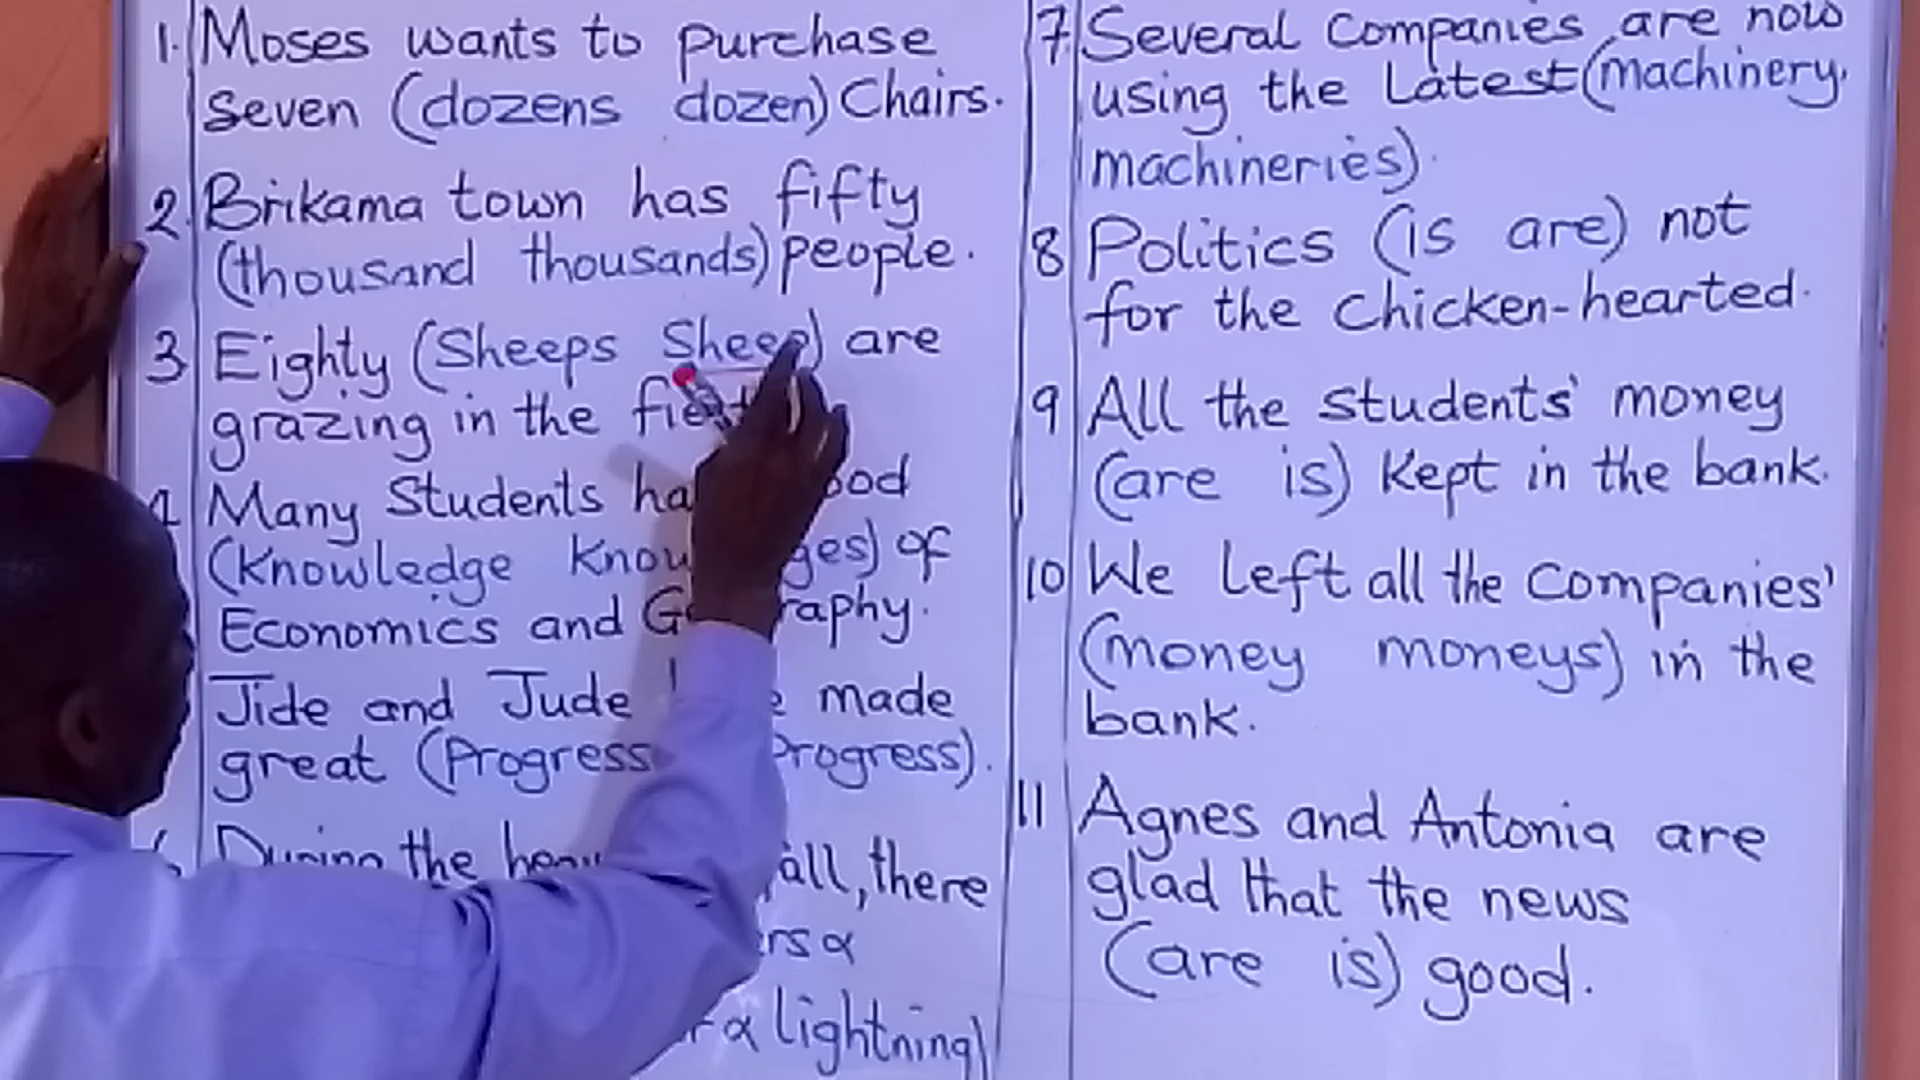 1. Moses wants to purchase
seven (dozens dozen) Chairs.
2. Brikama town has fifty
(thousand thousands) people.
3 Eighty (Sheeps Sheep) are
grazing in the
Many Students good
(Knowledge of
Economics and
Jide and Jude made
great (Progress Progress).
During the there
α
α lightning)
7. Several Companies are now
using the Latest (machinery.
machineries).
8 Politics (is are) not
for the Chicken-hearted.
9 All the students' money
(are is) Kept in the bank.
10 We Left all the Companies'
(money moneys) in the
bank.
11 Agnes and Antonia are
glad that the news
(are is) good.